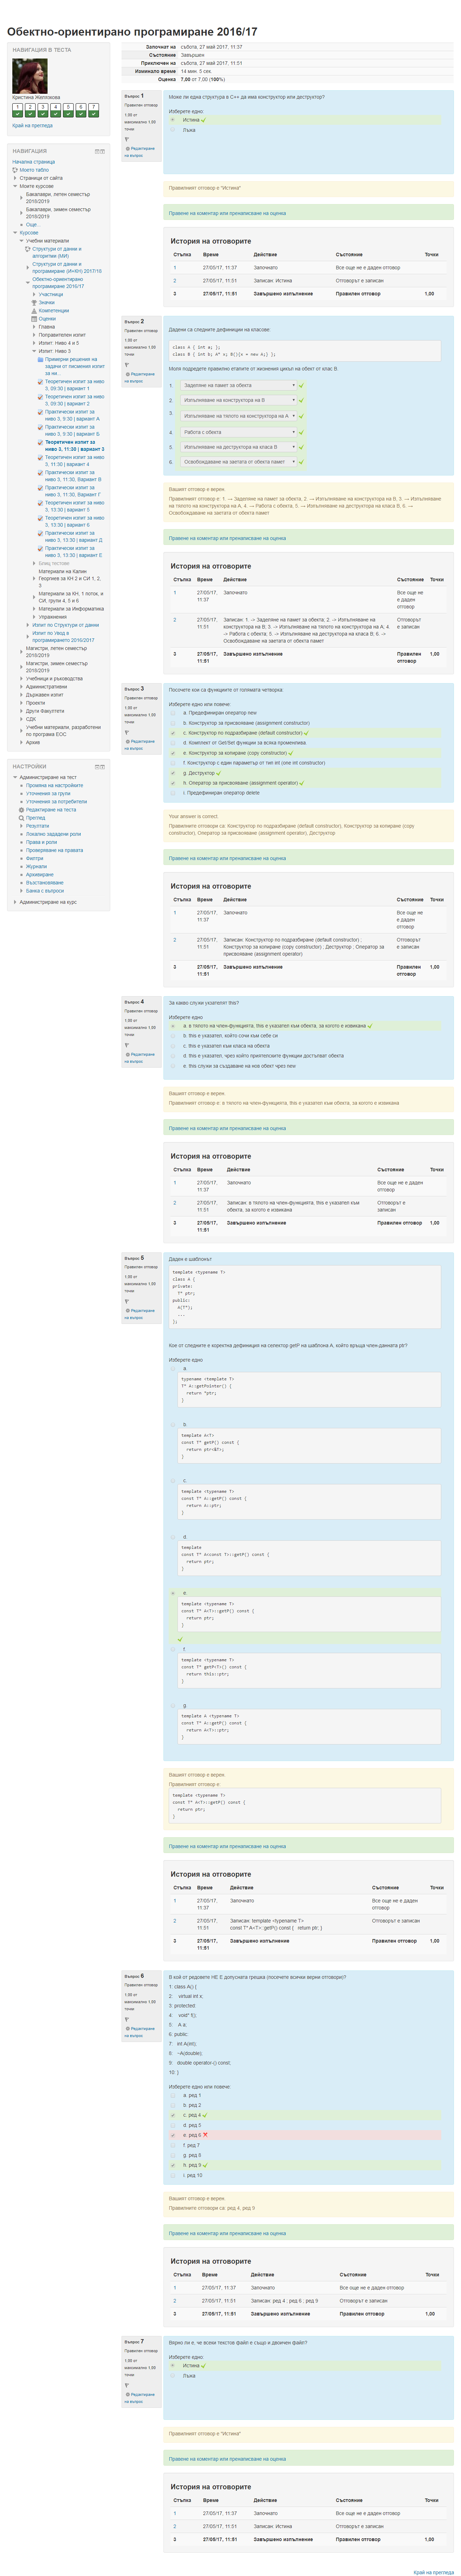 Обектно-ориентирано програмиране 2016/17
НАВИГАЦИЯ В ТЕСТА
Кристина Желязкова
1 2 3 4 5 6 7
Край на прегледа
НАВИГАЦИЯ
Начална страница
Моето табло
Страници от сайта
Моите курсове
Бакалаври, летен семестър
2018/2019
Бакалаври, зимен семестър
2018/2019
Още...
Курсове
Учебни материали
Структури от данни и
алгоритми (МИ)
Структури от данни и
програмиране (И+КН) 2017/18
Обектно-ориентирано
програмиране 2016/17
Участници
Значки
Компетенции
Оценки
Главна
Поправителен изпит
Изпит: Ниво 4 и 5
Изпит: Ниво 3
Примерни решения на
задачи от писмения изпит
за ни...
Теоретичен изпит за ниво
3, 09:30 | вариант 1
Теоретичен изпит за ниво
3, 09:30 | вариант 2
Практически изпит за
ниво 3, 9:30 | вариант А
Практически изпит за
ниво 3, 9:30 | вариант Б
Теоретичен изпит за
ниво 3, 11:30 | вариант 3
Теоретичен изпит за ниво
3, 11:30 | вариант 4
Практически изпит за
ниво 3, 11:30, Вариант В
Практически изпит за
ниво 3, 11:30, Вариант Г
Теоретичен изпит за ниво
3, 13:30 | вариант 5
Теоретичен изпит за ниво
3, 13:30 | вариант 6
Практически изпит за
ниво 3, 13:30 | вариант Д
Практически изпит за
ниво 3, 13:30 | вариант Е
Блиц тестове
Материали на Калин
Георгиев за КН 2 и СИ 1, 2,
3
Материали за КН, 1 поток, и
СИ, групи 4, 5 и 6
Материали за Информатика
Упражнения
Изпит по Структури от данни
Изпит по Увод в
програмирането 2016/2017
Магистри, летен семестър
2018/2019
Магистри, зимен семестър
2018/2019
Учебници и ръководства
Административни
Държавен изпит
Проекти
Други Факултети
СДК
Учебни материали, разработени
по програма ЕОС
Архив
НАСТРОЙКИ
Администриране на тест
Промяна на настройките
Уточнения за групи
Уточнения за потребители
Редактиране на теста
Преглед
Резултати
Локално зададени роли
Права и роли
Проверяване на правата
Филтри
Журнали
Архивиране
Възстановяване
Банка с въпроси
Администриране на курс
Започнат на събота, 27 май 2017, 11:37
Състояние Завършен
Приключен на събота, 27 май 2017, 11:51
Изминало време 14 мин. 5 сек.
Оценка 7,00 от 7,00 (100%)
Въпрос 1
Правилен отговор
1.00 от
максимално 1.00
точки
Редактиране
на въпрос
Може ли една структура в C++ да има конструктор или деструктор?
Изберете едно:
Истина
Лъжа
Правилният отговор е "Истина"
Правене на коментар или пренаписване на оценка
История на отговорите
Стъпка Време Действие Състояние Точки
1 27/05/17, 11:37 Започнато Все още не е даден отговор
2 27/05/17, 11:51 Записан: Истина Отговорът е записан
3 27/05/17, 11:51 Завършено изпълнение Правилен отговор 1,00
Въпрос 2
Правилен отговор
1.00 от
максимално 1.00
точки
Редактиране
на въпрос
Дадени са следните дефиниции на класове:
class A { int a; };
class B { int b; A* x; B(){x = new A;} };
Моля подредете правилно етапите от жизнения цикъл на обект от клас B.
1. Заделяне на памет за обекта
2. Изпълняване на конструктора на B
3. Изпълняване на тялото на конструктора на A
4. Работа с обекта
5. Изпълняване на деструктора на класа B
6. Освобождаване на заетата от обекта памет
Вашият отговор е верен.
Правилният отговор е: 1. → Заделяне на памет за обекта, 2. → Изпълняване на конструктора на B, 3. → Изпълняване
на тялото на конструктора на A, 4. → Работа с обекта, 5. → Изпълняване на деструктора на класа B, 6. →
Освобождаване на заетата от обекта памет
Правене на коментар или пренаписване на оценка
История на отговорите
Стъпка Време Действие Състояние Точки
1 27/05/17, 11:37 Започнато Все още не е даден отговор
2 27/05/17, 11:51 Записан: 1. → Заделяне на памет за обекта; 2. → Изпълняване на конструктора на B; 3. → Изпълняване на тялото на конструктора на A; 4. → Работа с обекта; 5. → Изпълняване на деструктора на класа B; 6. → Освобождаване на заетата от обекта памет Отговорът е записан
3 27/05/17, 11:51 Завършено изпълнение Правилен отговор 1,00
Въпрос 3
Правилен отговор
1.00 от
максимално 1.00
точки
Редактиране
на въпрос
Посочете кои са функциите от голямата четворка:
Изберете едно или повече:
a. Предефиниран оператор new
b. Конструктор за присвояване (assignment constructor)
c. Конструктор по подразбиране (default constructor)
d. Комплект от Get/Set функции за всяка променлива.
e. Конструктор за копиране (copy constructor)
f. Конструктор с един параметър от тип int (one int constructor)
g. Деструктор
h. Оператор за присвояване (assignment operator)
i. Предефиниран оператор delete
Your answer is correct.
Правилните отговори са: Конструктор по подразбиране (default constructor), Конструктор за копиране (copy
constructor), Оператор за присвояване (assignment operator), Деструктор
Правене на коментар или пренаписване на оценка
История на отговорите
Стъпка Време Действие Състояние Точки
1 27/05/17, 11:37 Започнато Все още не е даден отговор
2 27/05/17, 11:51 Записан: Конструктор по подразбиране (default constructor) ; Конструктор за копиране (copy constructor) ; Деструктор ; Оператор за присвояване (assignment operator) Отговорът е записан
3 27/05/17, 11:51 Завършено изпълнение Правилен отговор 1,00
Въпрос 4
Правилен отговор
1.00 от
максимално 1.00
точки
Редактиране
на въпрос
За какво служи указателят this?
Изберете едно:
a. в тялото на член-функцията, this е указател към обекта, за когото е извикана
b. this е указател, който сочи към себе си
c. this е указател към класа на обекта
d. this е указател, чрез който приятелските функции достъпват обекта
e. this служи за създаване на нов обект чрез new
Вашият отговор е верен.
Правилният отговор е: в тялото на член-функцията, this е указател към обекта, за когото е извикана
Правене на коментар или пренаписване на оценка
История на отговорите
Стъпка Време Действие Състояние Точки
1 27/05/17, 11:37 Започнато Все още не е даден отговор
2 27/05/17, 11:51 Записан: в тялото на член-функцията, this е указател към обекта, за когото е извикана Отговорът е записан
3 27/05/17, 11:51 Завършено изпълнение Правилен отговор 1,00
Въпрос 5
Правилен отговор
1.00 от
максимално 1.00
точки
Редактиране
на въпрос
Даден е шаблонът
template <typename T>
class A {
private:
T* ptr;
public:
A(T*);
...
};
Кое от следните е коректна дефиниция на селектор getP на шаблона A, който връща член-данната ptr?
Изберете едно:
a.
typename <template T>
T* A::getPointer() {
return *ptr;
}
b.
template A<T>
const T* getP() const {
return ptr<&T>;
}
c.
template <typename T>
const T* A::getP() const {
return A::ptr;
}
d.
template
const T* A<const T>::getP() const {
return ptr;
}
e.
template <typename T>
const T* A<T>::getP() const {
return ptr;
}
f.
template <typename T>
const T* getP<T>() const {
return this::ptr;
}
g.
template A <typename T>
const T* A::getP() const {
return A<T>::ptr;
}
Вашият отговор е верен.
Правилният отговор е:
template <typename T>
const T* A<T>::getP() const {
return ptr;
}
Правене на коментар или пренаписване на оценка
История на отговорите
Стъпка Време Действие Състояние Точки
1 27/05/17, 11:37 Започнато Все още не е даден отговор
2 27/05/17, 11:51 Записан: template <typename T> const T* A<T>::getP() const { return ptr; } Отговорът е записан
3 27/05/17, 11:51 Завършено изпълнение Правилен отговор 1,00
Въпрос 6
Правилен отговор
1.00 от
максимално 1.00
точки
Редактиране
на въпрос
В кой от редовете НЕ Е допусната грешка (посочете всички верни отговори)?
1: class A() {
2: virtual int x;
3: protected:
4: void* f();
5: A a;
6: public:
7: int A(int);
8: ~A(double);
9: double operator-() const;
10: }
Изберете едно или повече:
a. ред 1
b. ред 2
c. ред 4
d. ред 5
e. ред 6
f. ред 7
g. ред 8
h. ред 9
i. ред 10
Вашият отговор е верен.
Правилните отговори са: ред 4, ред 9
Правене на коментар или пренаписване на оценка
История на отговорите
Стъпка Време Действие Състояние Точки
1 27/05/17, 11:37 Започнато Все още не е даден отговор
2 27/05/17, 11:51 Записан: ред 4 ; ред 6 ; ред 9 Отговорът е записан
3 27/05/17, 11:51 Завършено изпълнение Правилен отговор 1,00
Въпрос 7
Правилен отговор
1.00 от
максимално 1.00
точки
Редактиране
на въпрос
Вярно ли е, че всеки текстов файл е също и двоичен файл?
Изберете едно:
Истина
Лъжа
Правилният отговор е "Истина"
Правене на коментар или пренаписване на оценка
История на отговорите
Стъпка Време Действие Състояние Точки
1 27/05/17, 11:37 Започнато Все още не е даден отговор
2 27/05/17, 11:51 Записан: Истина Отговорът е записан
3 27/05/17, 11:51 Завършено изпълнение Правилен отговор 1,00
Край на прегледа